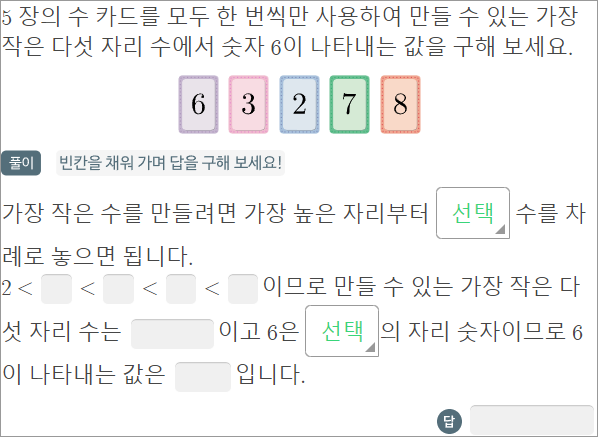 5 장의 수 카드를 모두 한 번씩만 사용하여 만들 수 있는 가장
작은 다섯 자리 수에서 숫자 6이 나타내는 값을 구해 보세요.
6 3 2 7 8
풀이 빈칸을 채워 가며 답을 구해 보세요!
가장 작은 수를 만들려면 가장 높은 자리부터 선택 수를 차
례로 놓으면 됩니다.
2 < < < < 이므로 만들 수 있는 가장 작은 다
섯 자리 수는 이고 6은 선택 의 자리 숫자이므로 6
이 나타내는 값은 입니다.
답